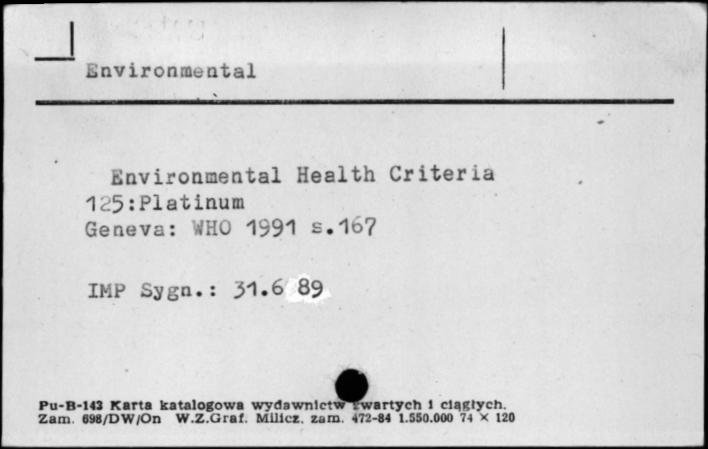 Environmental
Environmental Health Criteria
125:Platinum
Geneva: WHO 1991 s.167
IMP Sygn.: 31.6 89
Pu-B-143 Karta katalogowa wydawnictw zwartych i ciągłych.
Zam. 698/DW/On W.Z.Graf. Milicz. zam. 472-84 1.550.000 74 × 120